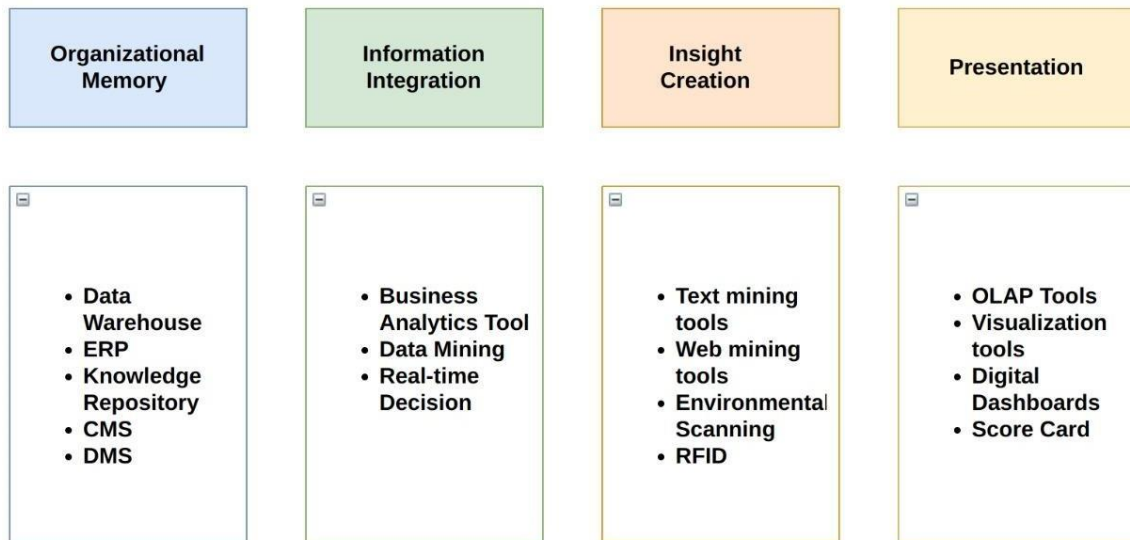 Organizational
Memory
Information
Integration
Insight
Creation
Presentation
• Data
Warehouse
• ERP
• Knowledge
Repository
• CMS
• DMS
• Business
Analytics Tool
• Data Mining
• Real-time
Decision
• Text mining
tools
• Web mining
tools
• Environmental
Scanning
• RFID
• OLAP Tools
• Visualization
tools
• Digital
Dashboards
• Score Card